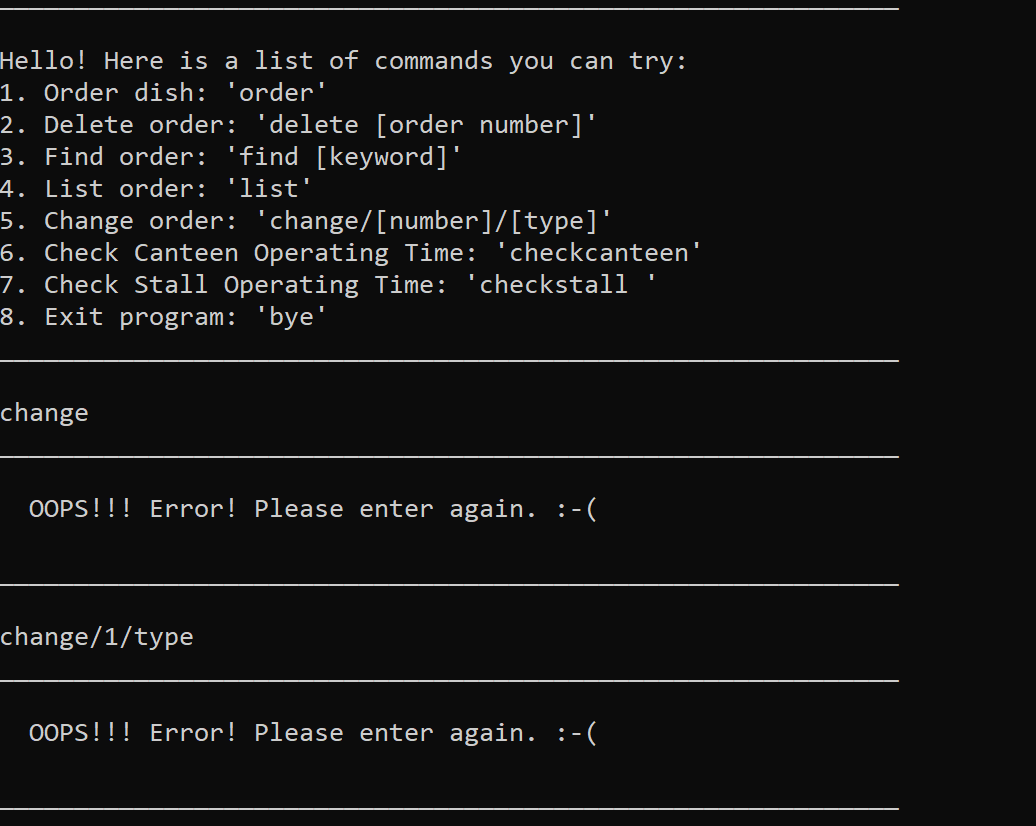 Hello! Here is a list of commands you can try:
1. Order dish: 'order'
2. Delete order: 'delete [order number]'
3. Find order: 'find [keyword]'
4. List order: 'list'
5. Change order: 'change/[number]/[type]'
6. Check Canteen Operating Time: 'checkcanteen'
7. Check Stall Operating Time: 'checkstall '
8. Exit program: 'bye'
change
OOPS!!! Error! Please enter again. :-(
change/1/type
OOPS!!! Error! Please enter again. :-(